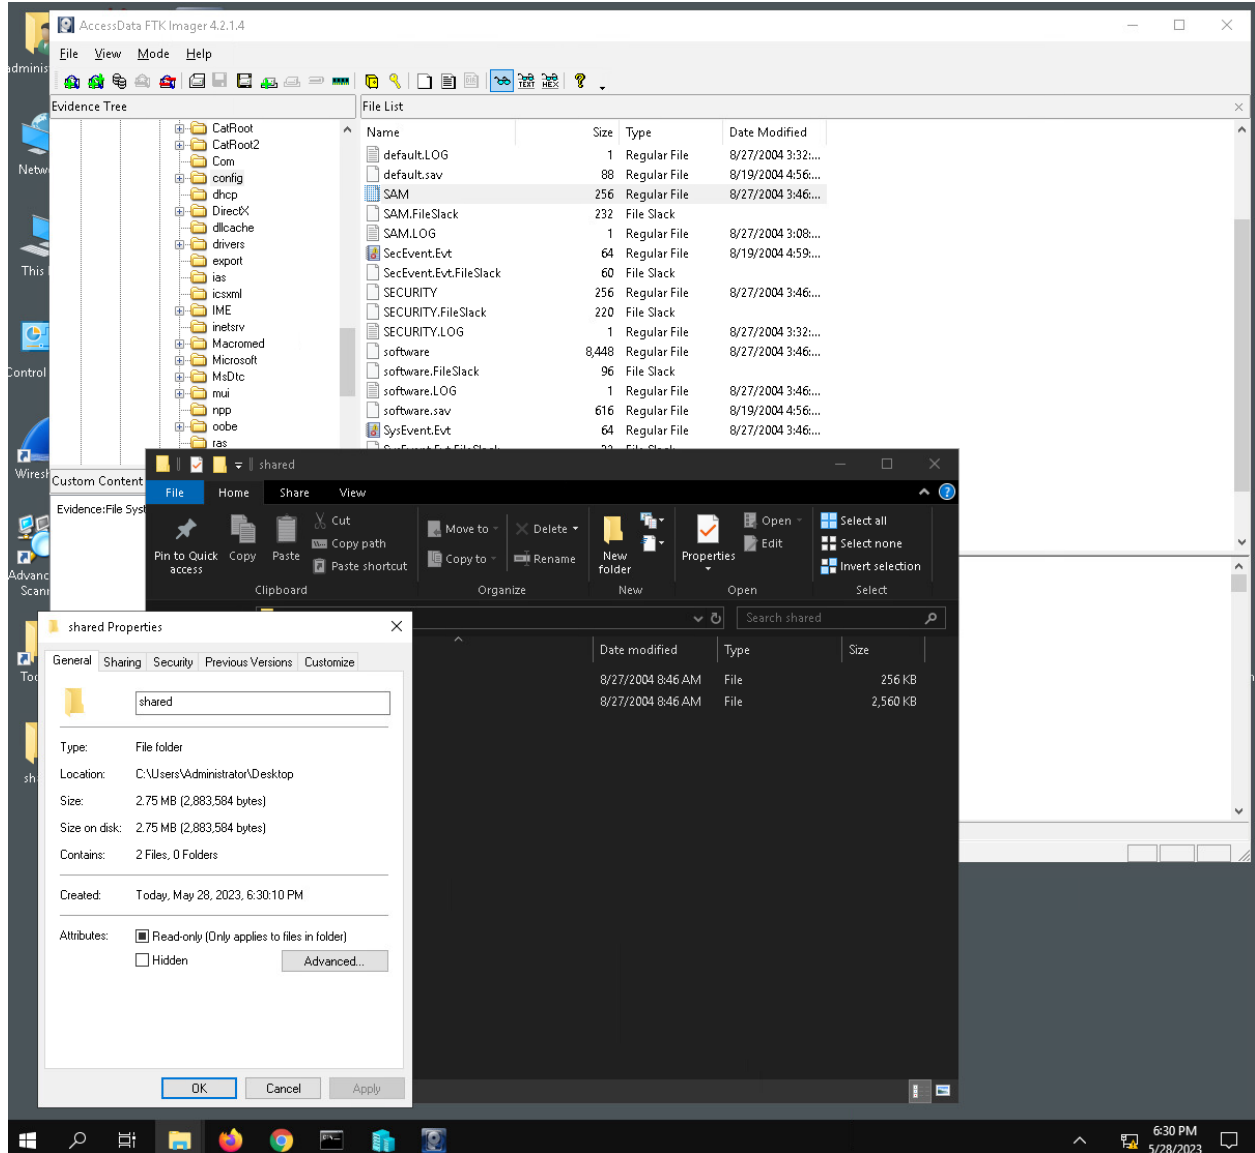 AccessData FTK Imager 4.2.1.4
File View Mode Help
Evidence Tree
File List
CatRoot
CatRoot2
Com
config
dhcp
DirectX
dllcache
drivers
export
ias
icsxml
IME
inetsrv
Macromed
Microsoft
MsDtc
mui
npp
oobe
ras
Name Size Type Date Modified
default.LOG 1 Regular File 8/27/2004 3:32:...
default.sav 88 Regular File 8/19/2004 4:56:...
SAM 256 Regular File 8/27/2004 3:46:...
SAM.FileSlack 232 File Slack
SAM.LOG 1 Regular File 8/27/2004 3:08:...
SecEvent.Evt 64 Regular File 8/19/2004 4:59:...
SecEvent.Evt.FileSlack 60 File Slack
SECURITY 256 Regular File 8/27/2004 3:46:...
SECURITY.FileSlack 220 File Slack
SECURITY.LOG 1 Regular File 8/27/2004 3:32:...
software 8,448 Regular File 8/27/2004 3:46:...
software.FileSlack 96 File Slack
software.LOG 1 Regular File 8/27/2004 3:46:...
software.sav 616 Regular File 8/19/2004 4:56:...
SysEvent.Evt 64 Regular File 8/27/2004 3:46:...
Custom Content
Evidence:File Syst
adminis
Netw
This
Control
Wiresh
Advanc
Scann
Too
sh
shared
File Home Share View
Pin to Quick access
Copy
Paste
Cut
Copy path
Paste shortcut
Clipboard
Move to
Copy to
Delete
Rename
Organize
New folder
New
Properties
Open
Edit
Open
Select all
Select none
Invert selection
Select
Search shared
Date modified Type Size
8/27/2004 8:46 AM File 256 KB
8/27/2004 8:46 AM File 2,560 KB
shared Properties
General Sharing Security Previous Versions Customize
shared
Type: File folder
Location: C:\Users\Administrator\Desktop
Size: 2.75 MB (2,883,584 bytes)
Size on disk: 2.75 MB (2,883,584 bytes)
Contains: 2 Files, 0 Folders
Created: Today, May 28, 2023, 6:30:10 PM
Attributes: Read-only (Only applies to files in folder)
Hidden
Advanced...
OK Cancel Apply
6:30 PM
5/28/2023